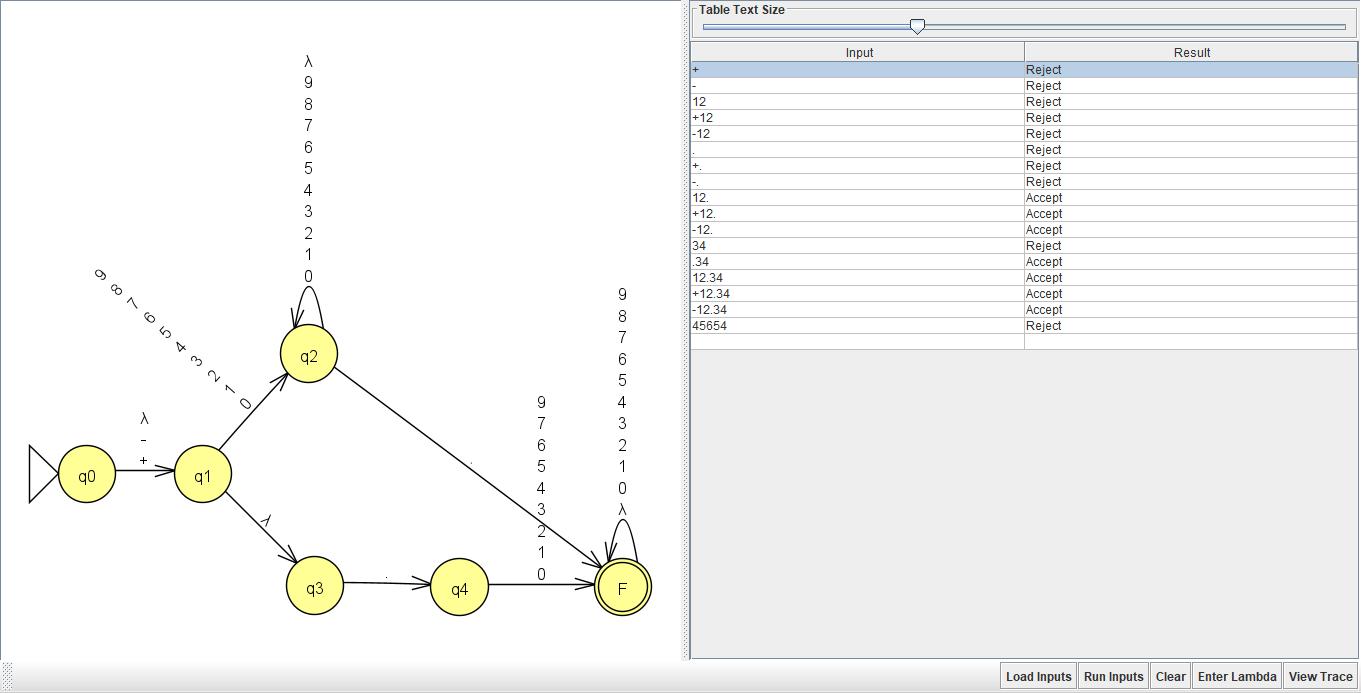 λ
9
8
7
6
5
4
3
2
1
0
q2
9
8
7
6
5
4
3
2
1
0
λ
-
+
q0
q1
λ
q3
.
q4
.
9
7
6
5
4
3
2
1
0
9
8
7
6
5
4
3
2
1
0
λ
F
Table Text Size
Input Result
+ Reject
- Reject
12 Reject
+12 Reject
-12 Reject
. Reject
+. Reject
-. Reject
12. Accept
+12. Accept
-12. Accept
34 Reject
.34 Accept
12.34 Accept
+12.34 Accept
-12.34 Accept
45654 Reject
Load Inputs Run Inputs Clear Enter Lambda View Trace